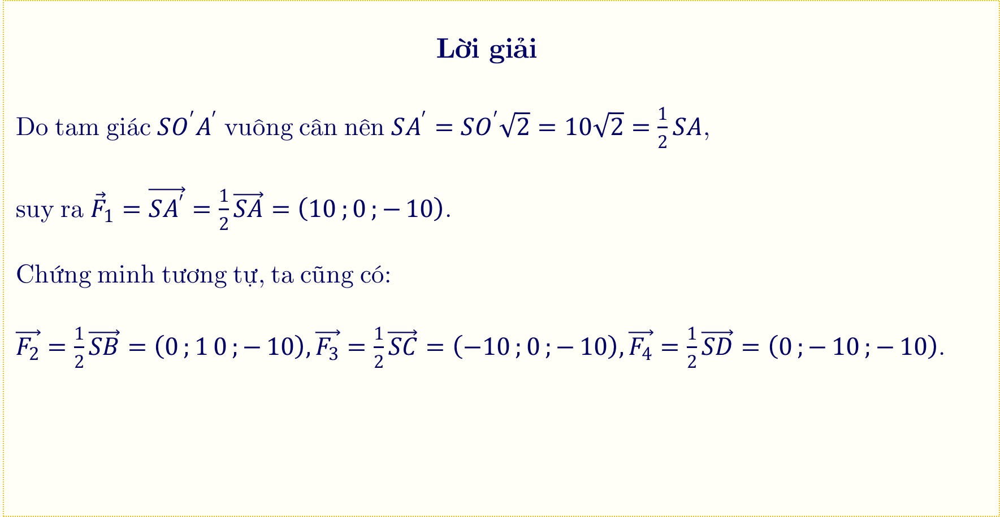 Lời giải
Do tam giác $SO'A'$ vuông cân nên $SA' = SO'\sqrt{2} = 10\sqrt{2} = \frac{1}{2}SA$,
suy ra $\vec{F}_1 = \overrightarrow{SA'} = \frac{1}{2}\overrightarrow{SA} = (10\,;0\,;-10)$.
Chứng minh tương tự, ta cũng có:
$\overrightarrow{F_2} = \frac{1}{2}\overrightarrow{SB} = (0\,;1\,0\,;-10), \overrightarrow{F_3} = \frac{1}{2}\overrightarrow{SC} = (-10\,;0\,;-10), \overrightarrow{F_4} = \frac{1}{2}\overrightarrow{SD} = (0\,;-10\,;-10)$.